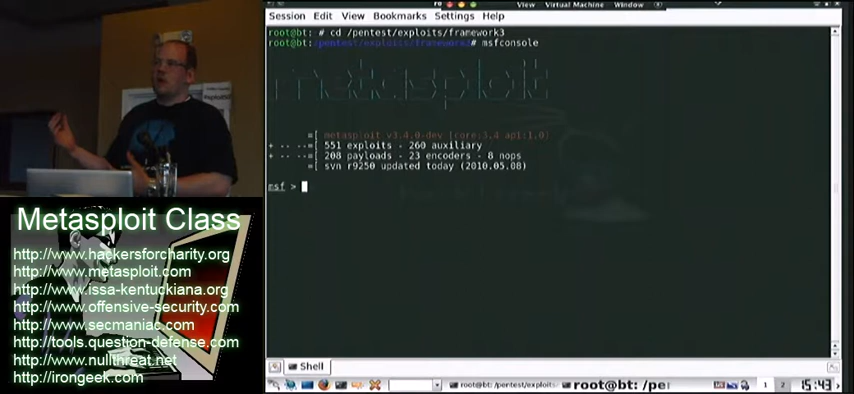 View Virtual Machine Window
Session Edit View Bookmarks Settings Help
root@bt: # cd /pentest/exploits/framework3
root@bt:/pentest/exploits/framework3# msfconsole
metasploit
=[ metasploit v3.4.0-dev [core:3.4 api:1.0]
+ -- --=[ 551 exploits - 260 auxiliary
+ -- --=[ 208 payloads - 23 encoders - 8 nops
=[ svn r9250 updated today (2010.05.08)
msf >
Metasploit Class
http://www.hackersforcharity.org
http://www.metasploit.com
http://www.issa-kentuckiana.org
http://www.offensive-security.com
http://www.secmaniac.com
http://tools.question-defense.com
http://www.nullthreat.net
http://irongeek.com
Shell
root@bt: /pentest/exploits
root@bt: /pe
1 2
15:43